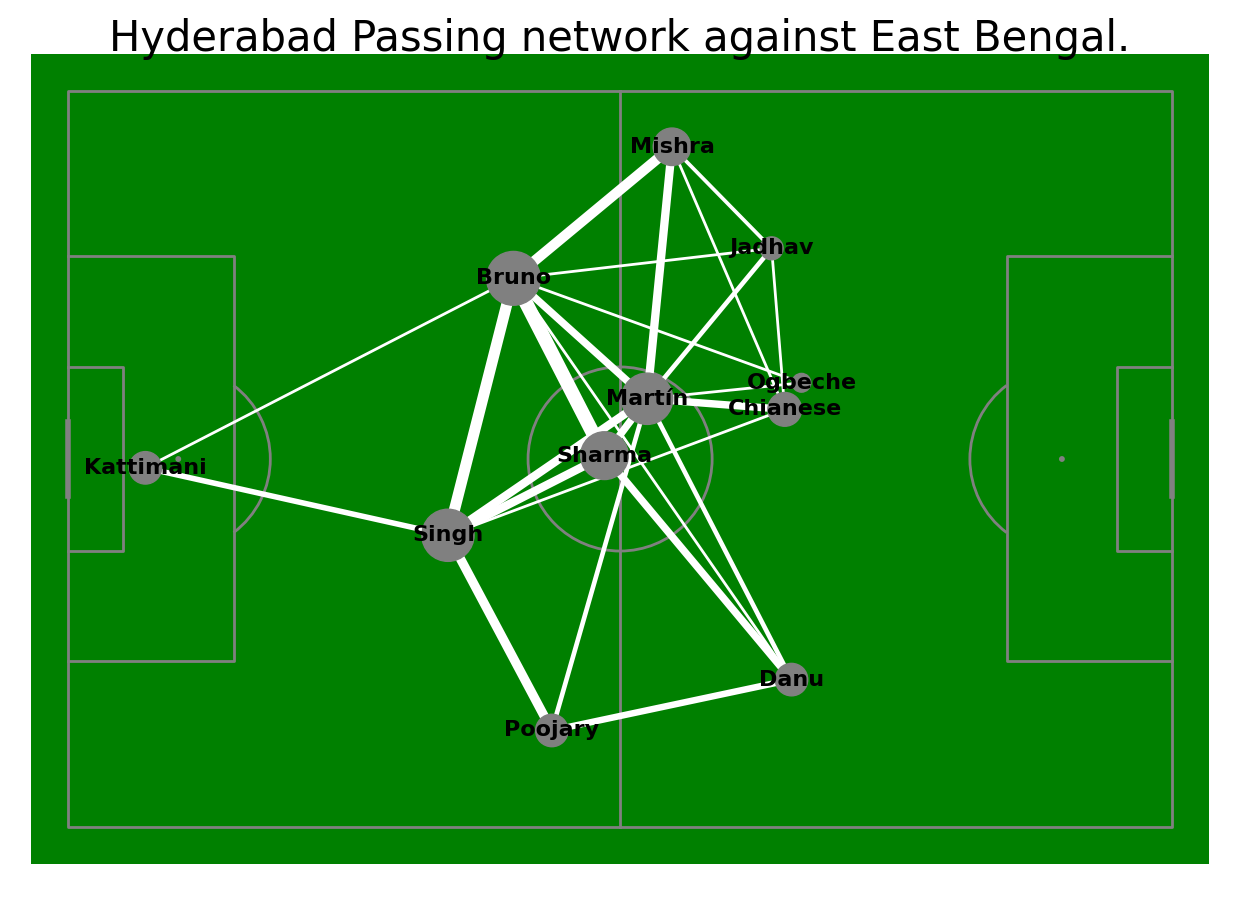 Hyderabad Passing network against East Bengal.
Mishra
Jadhav
Bruno
Ogbeche
Martín
Chianese
Sharma
Kattimani
Singh
Danu
Poojary